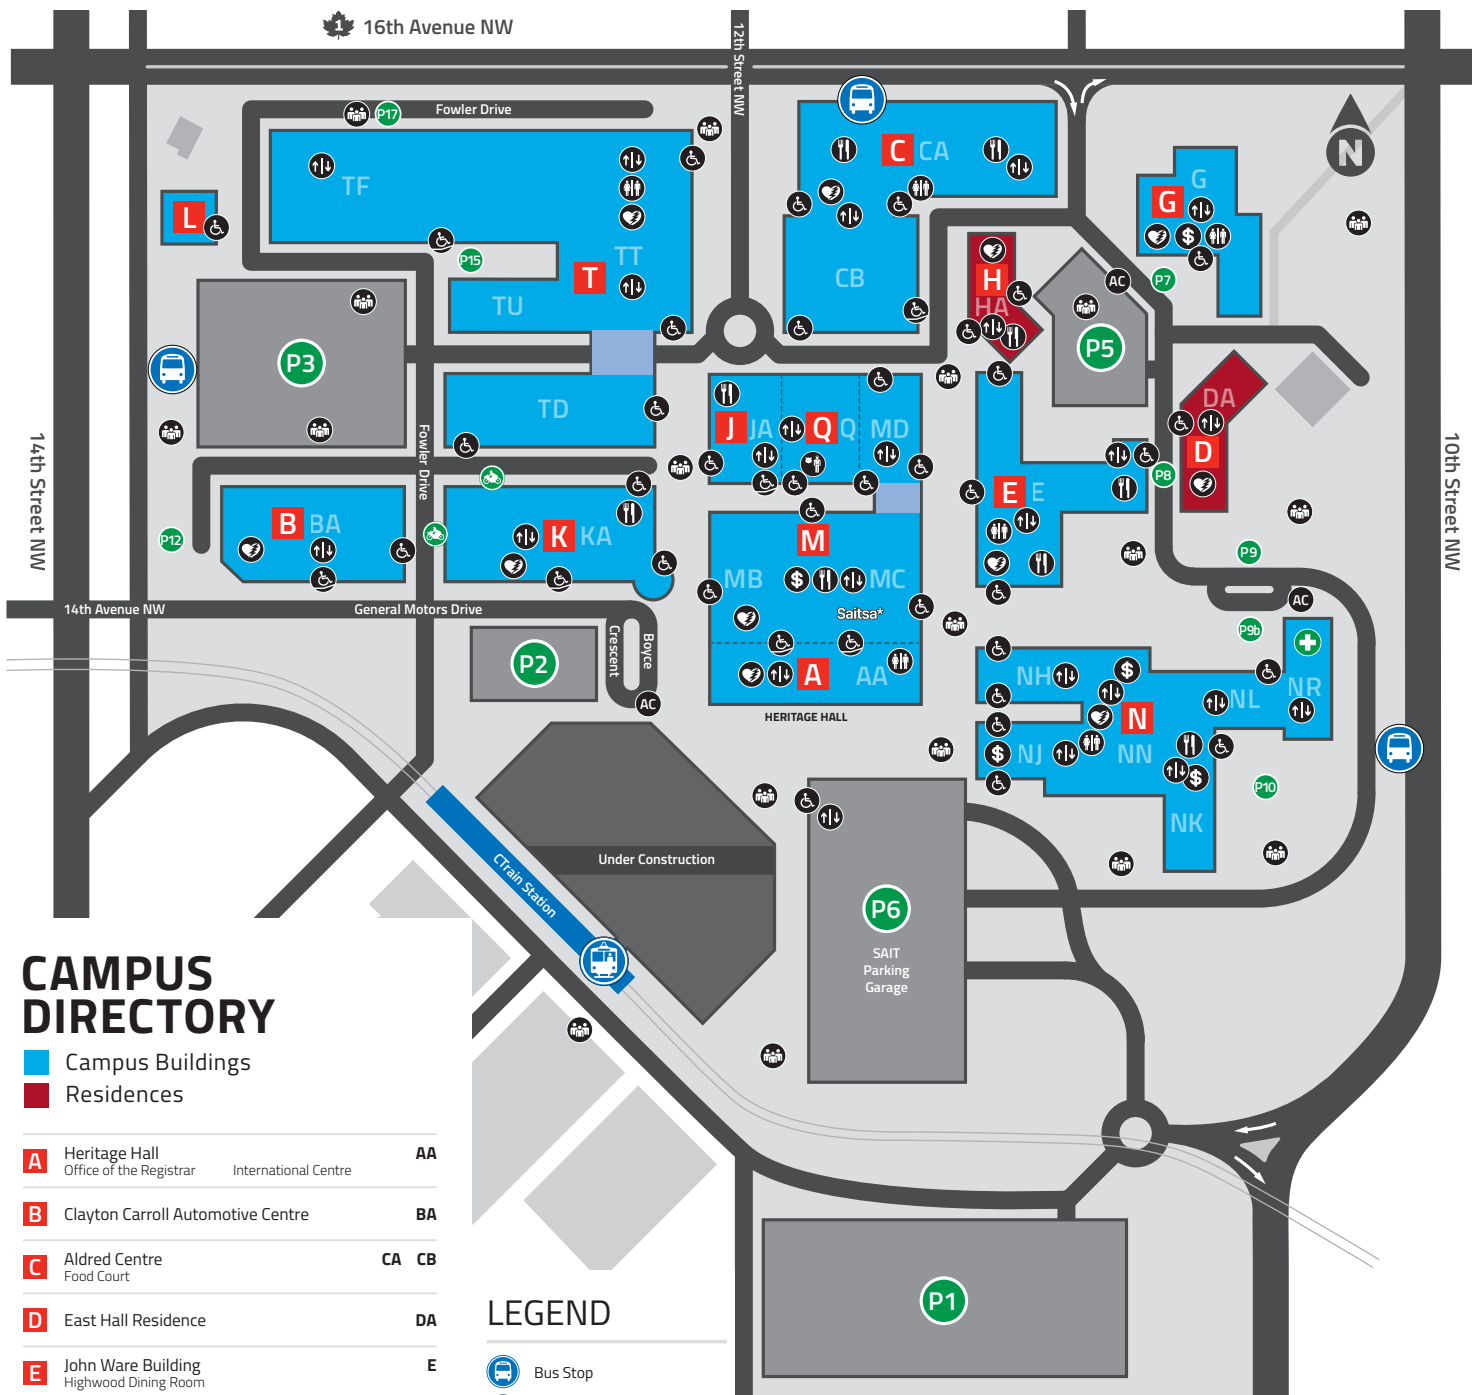 1 16th Avenue NW
12th Street NW
Fowler Drive
P17
N
TF
C CA
G
G
L
TT
T
P15
TU
CB
H
HA
AC
P7
P3
P5
TD
DA
J JA
Q Q
MD
D
14th Street NW
Fowler Drive
10th Street NW
E E
P8
B BA
K KA
P12
M
MB
$
MC
Saitsa*
P9
AC
14th Avenue NW
General Motors Drive
Boyce
Crescent
P2
P9b
A
AA
HERITAGE HALL
AC
NH
$
NL
NR
N
$
NJ
NN
$
NK
P10
Under Construction
CTrain Station
P6
SAIT
Parking
Garage
CAMPUS
DIRECTORY
Campus Buildings
Residences
A Heritage Hall AA
Office of the Registrar International Centre
B Clayton Carroll Automotive Centre BA
C Aldred Centre CA CB
Food Court
D East Hall Residence DA
E John Ware Building E
Highwood Dining Room
P1
LEGEND
Bus Stop
$